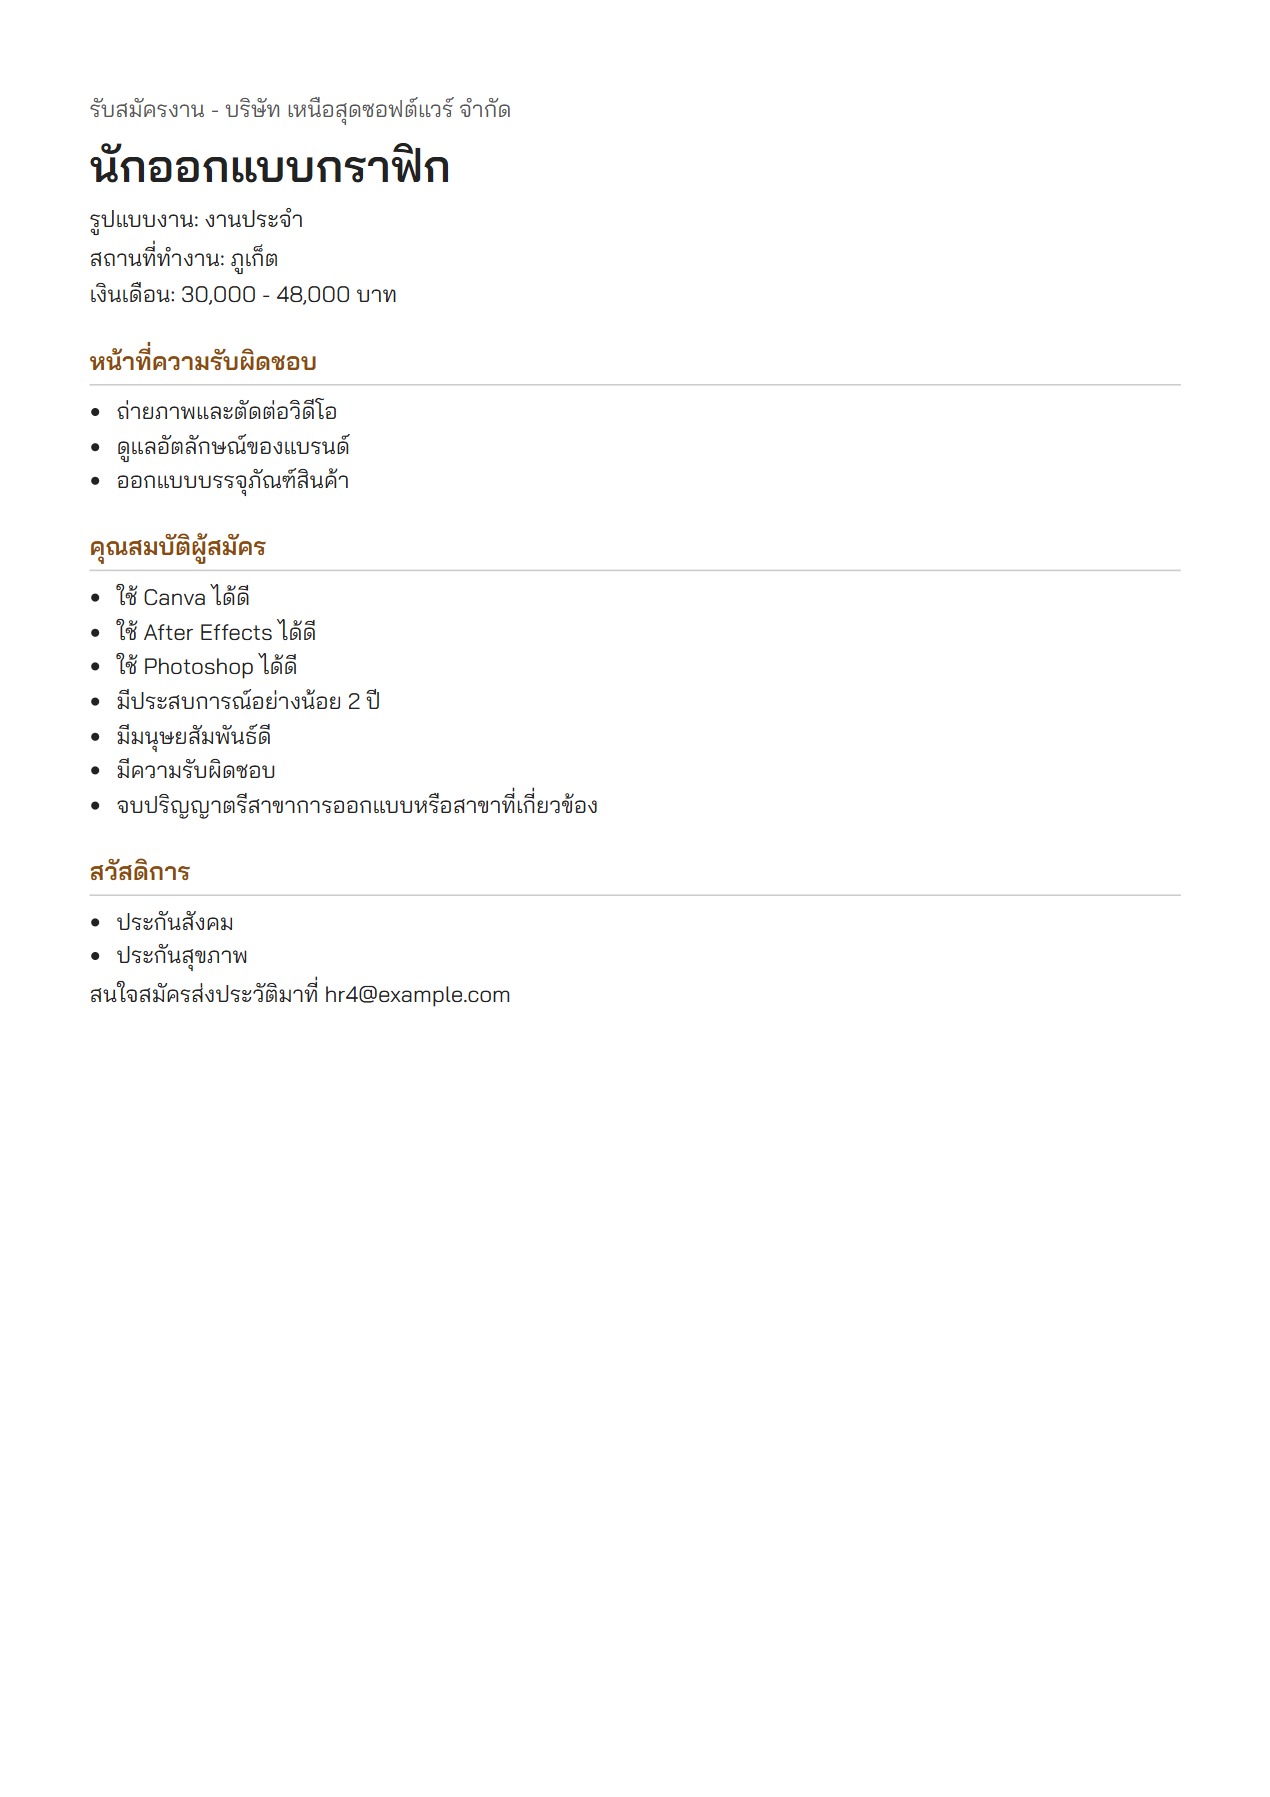 รับสมัครงาน - บริษัท เหนือสุดซอฟต์แวร์ จำกัด
นักออกแบบกราฟิก
รูปแบบงาน: งานประจำ
สถานที่ทำงาน: ภูเก็ต
เงินเดือน: 30,000 - 48,000 บาท
หน้าที่ความรับผิดชอบ
• ถ่ายภาพและตัดต่อวิดีโอ
• ดูแลอัตลักษณ์ของแบรนด์
• ออกแบบบรรจุภัณฑ์สินค้า
คุณสมบัติผู้สมัคร
• ใช้ Canva ได้ดี
• ใช้ After Effects ได้ดี
• ใช้ Photoshop ได้ดี
• มีประสบการณ์อย่างน้อย 2 ปี
• มีมนุษยสัมพันธ์ดี
• มีความรับผิดชอบ
• จบปริญญาตรีสาขาการออกแบบหรือสาขาที่เกี่ยวข้อง
สวัสดิการ
• ประกันสังคม
• ประกันสุขภาพ
สนใจสมัครส่งประวัติมาที่ hr4@example.com